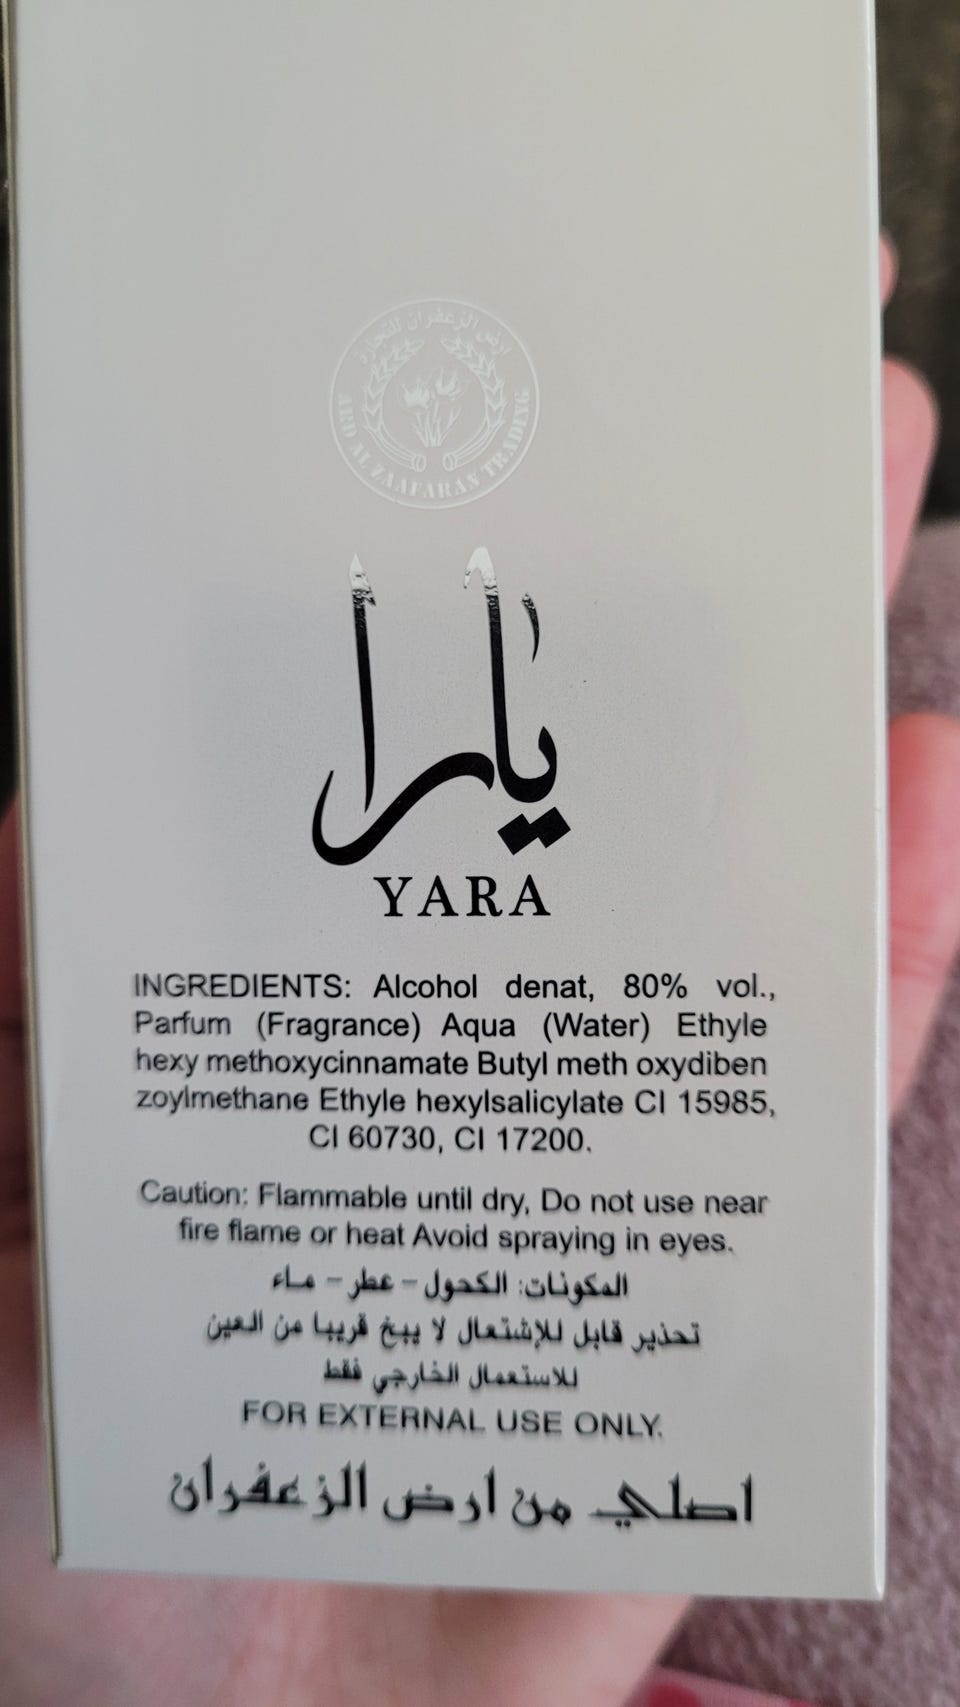 ارض الزعفران للتجارة
ARD AL ZAAFARAN TRADING
يارا
YARA
INGREDIENTS: Alcohol denat, 80% vol.,
Parfum (Fragrance) Aqua (Water) Ethyle
hexy methoxycinnamate Butyl meth oxydiben
zoylmethane Ethyle hexylsalicylate CI 15985,
CI 60730, CI 17200.
Caution: Flammable until dry, Do not use near
fire flame or heat Avoid spraying in eyes.
المكونات: الكحول - عطر - ماء
تحذير قابل للإشتعال لا يبخ قريبا من العين
للاستعمال الخارجي فقط
FOR EXTERNAL USE ONLY.
اصلي من ارض الزعفران